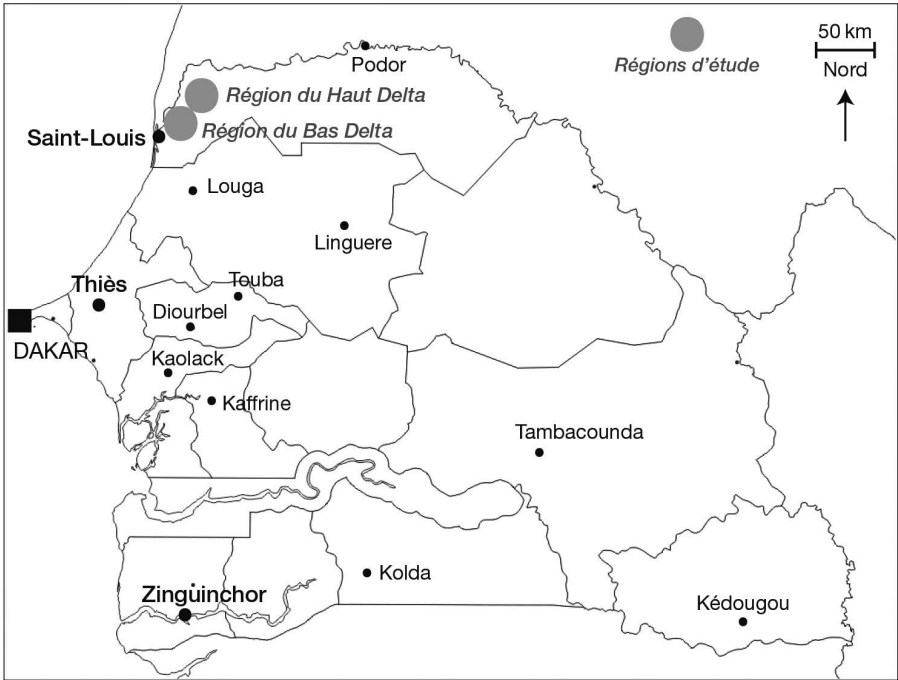 50 km
Nord
Régions d'étude
Podor
Région du Haut Delta
Région du Bas Delta
Saint-Louis
Louga
Linguere
Touba
Thiès
Diourbel
DAKAR
Kaolack
Kaffrine
Tambacounda
Kolda
Zinguinchor
Kédougou